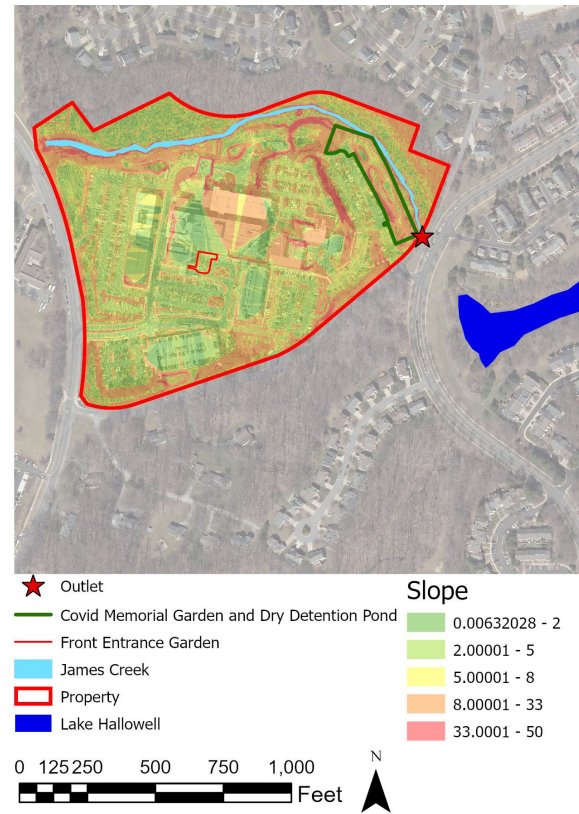 Outlet
Covid Memorial Garden and Dry Detention Pond
Front Entrance Garden
James Creek
Property
Lake Hallowell
Slope
0.00632028 - 2
2.00001 - 5
5.00001 - 8
8.00001 - 33
33.0001 - 50
0 125 250 500 750 1,000
Feet
N